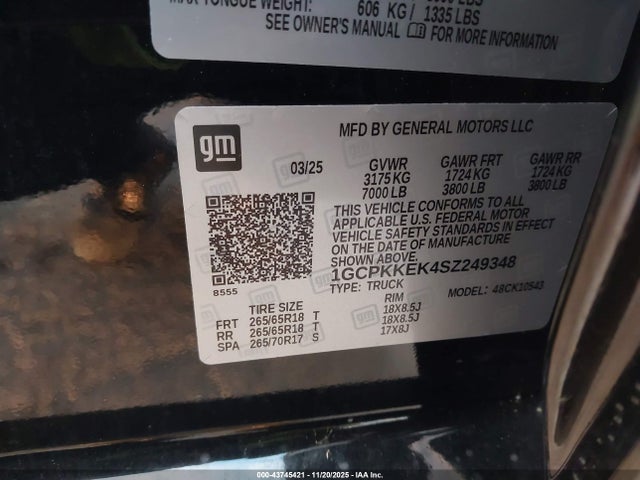 MAX TONGUE WEIGHT: 606 KG/ 1335 LBS
SEE OWNER'S MANUAL FOR MORE INFORMATION
gm
MFD BY GENERAL MOTORS LLC
03/25
GVWR GAWR FRT GAWR RR
3175 KG 1724 KG 1724 KG
7000 LB 3800 LB 3800 LB
THIS VEHICLE CONFORMS TO ALL
APPLICABLE U.S. FEDERAL MOTOR
VEHICLE SAFETY STANDARDS IN EFFECT
ON THE DATE OF MANUFACTURE
SHOWN ABOVE.
1GCPKKEK4SZ249348
TYPE: TRUCK MODEL: 48CK10543
8555
TIRE SIZE RIM
FRT 265/65R18 T 18X8.5J
RR 265/65R18 T 18X8.5J
SPA 265/70R17 S 17X8J
000-43745421 - 11/20/2025 - IAA Inc.